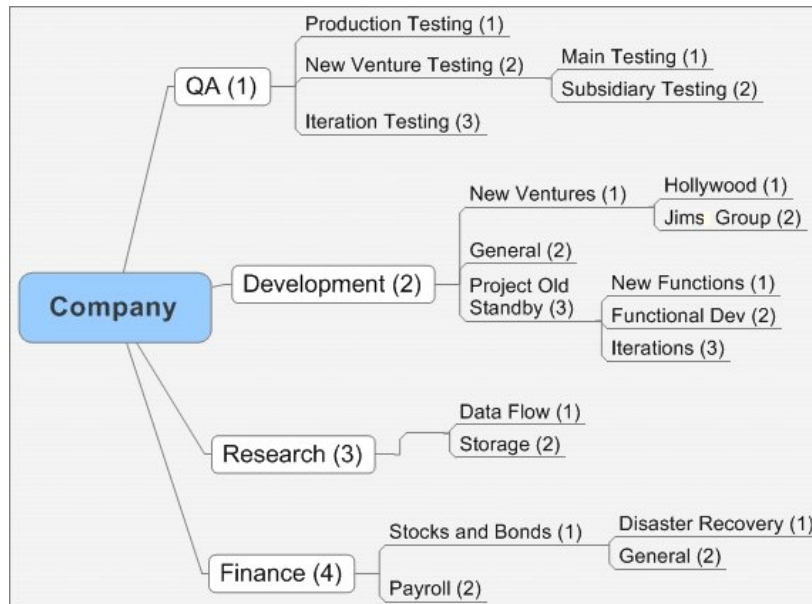 Production Testing (1)
New Venture Testing (2)
Main Testing (1)
Subsidiary Testing (2)
QA (1)
Iteration Testing (3)
New Ventures (1)
Hollywood (1)
Jims Group (2)
General (2)
Development (2)
Project Old
Standby (3)
New Functions (1)
Functional Dev (2)
Iterations (3)
Company
Data Flow (1)
Storage (2)
Research (3)
Stocks and Bonds (1)
Disaster Recovery (1)
General (2)
Finance (4)
Payroll (2)